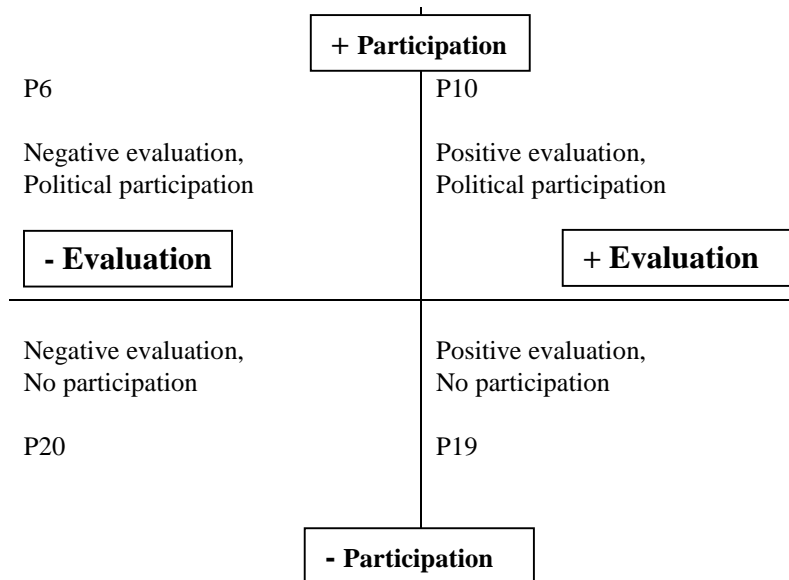 + Participation
P6
P10
Negative evaluation,
Political participation
Positive evaluation,
Political participation
- Evaluation
+ Evaluation
Negative evaluation,
No participation
Positive evaluation,
No participation
P20
P19
- Participation